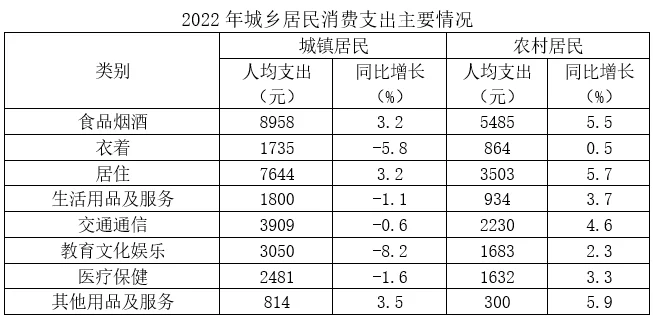 2022 年城乡居民消费支出主要情况
类别 城镇居民 农村居民
人均支出（元） 同比增长（%） 人均支出（元） 同比增长（%）
食品烟酒 8958 3.2 5485 5.5
衣着 1735 -5.8 864 0.5
居住 7644 3.2 3503 5.7
生活用品及服务 1800 -1.1 934 3.7
交通通信 3909 -0.6 2230 4.6
教育文化娱乐 3050 -8.2 1683 2.3
医疗保健 2481 -1.6 1632 3.3
其他用品及服务 814 3.5 300 5.9